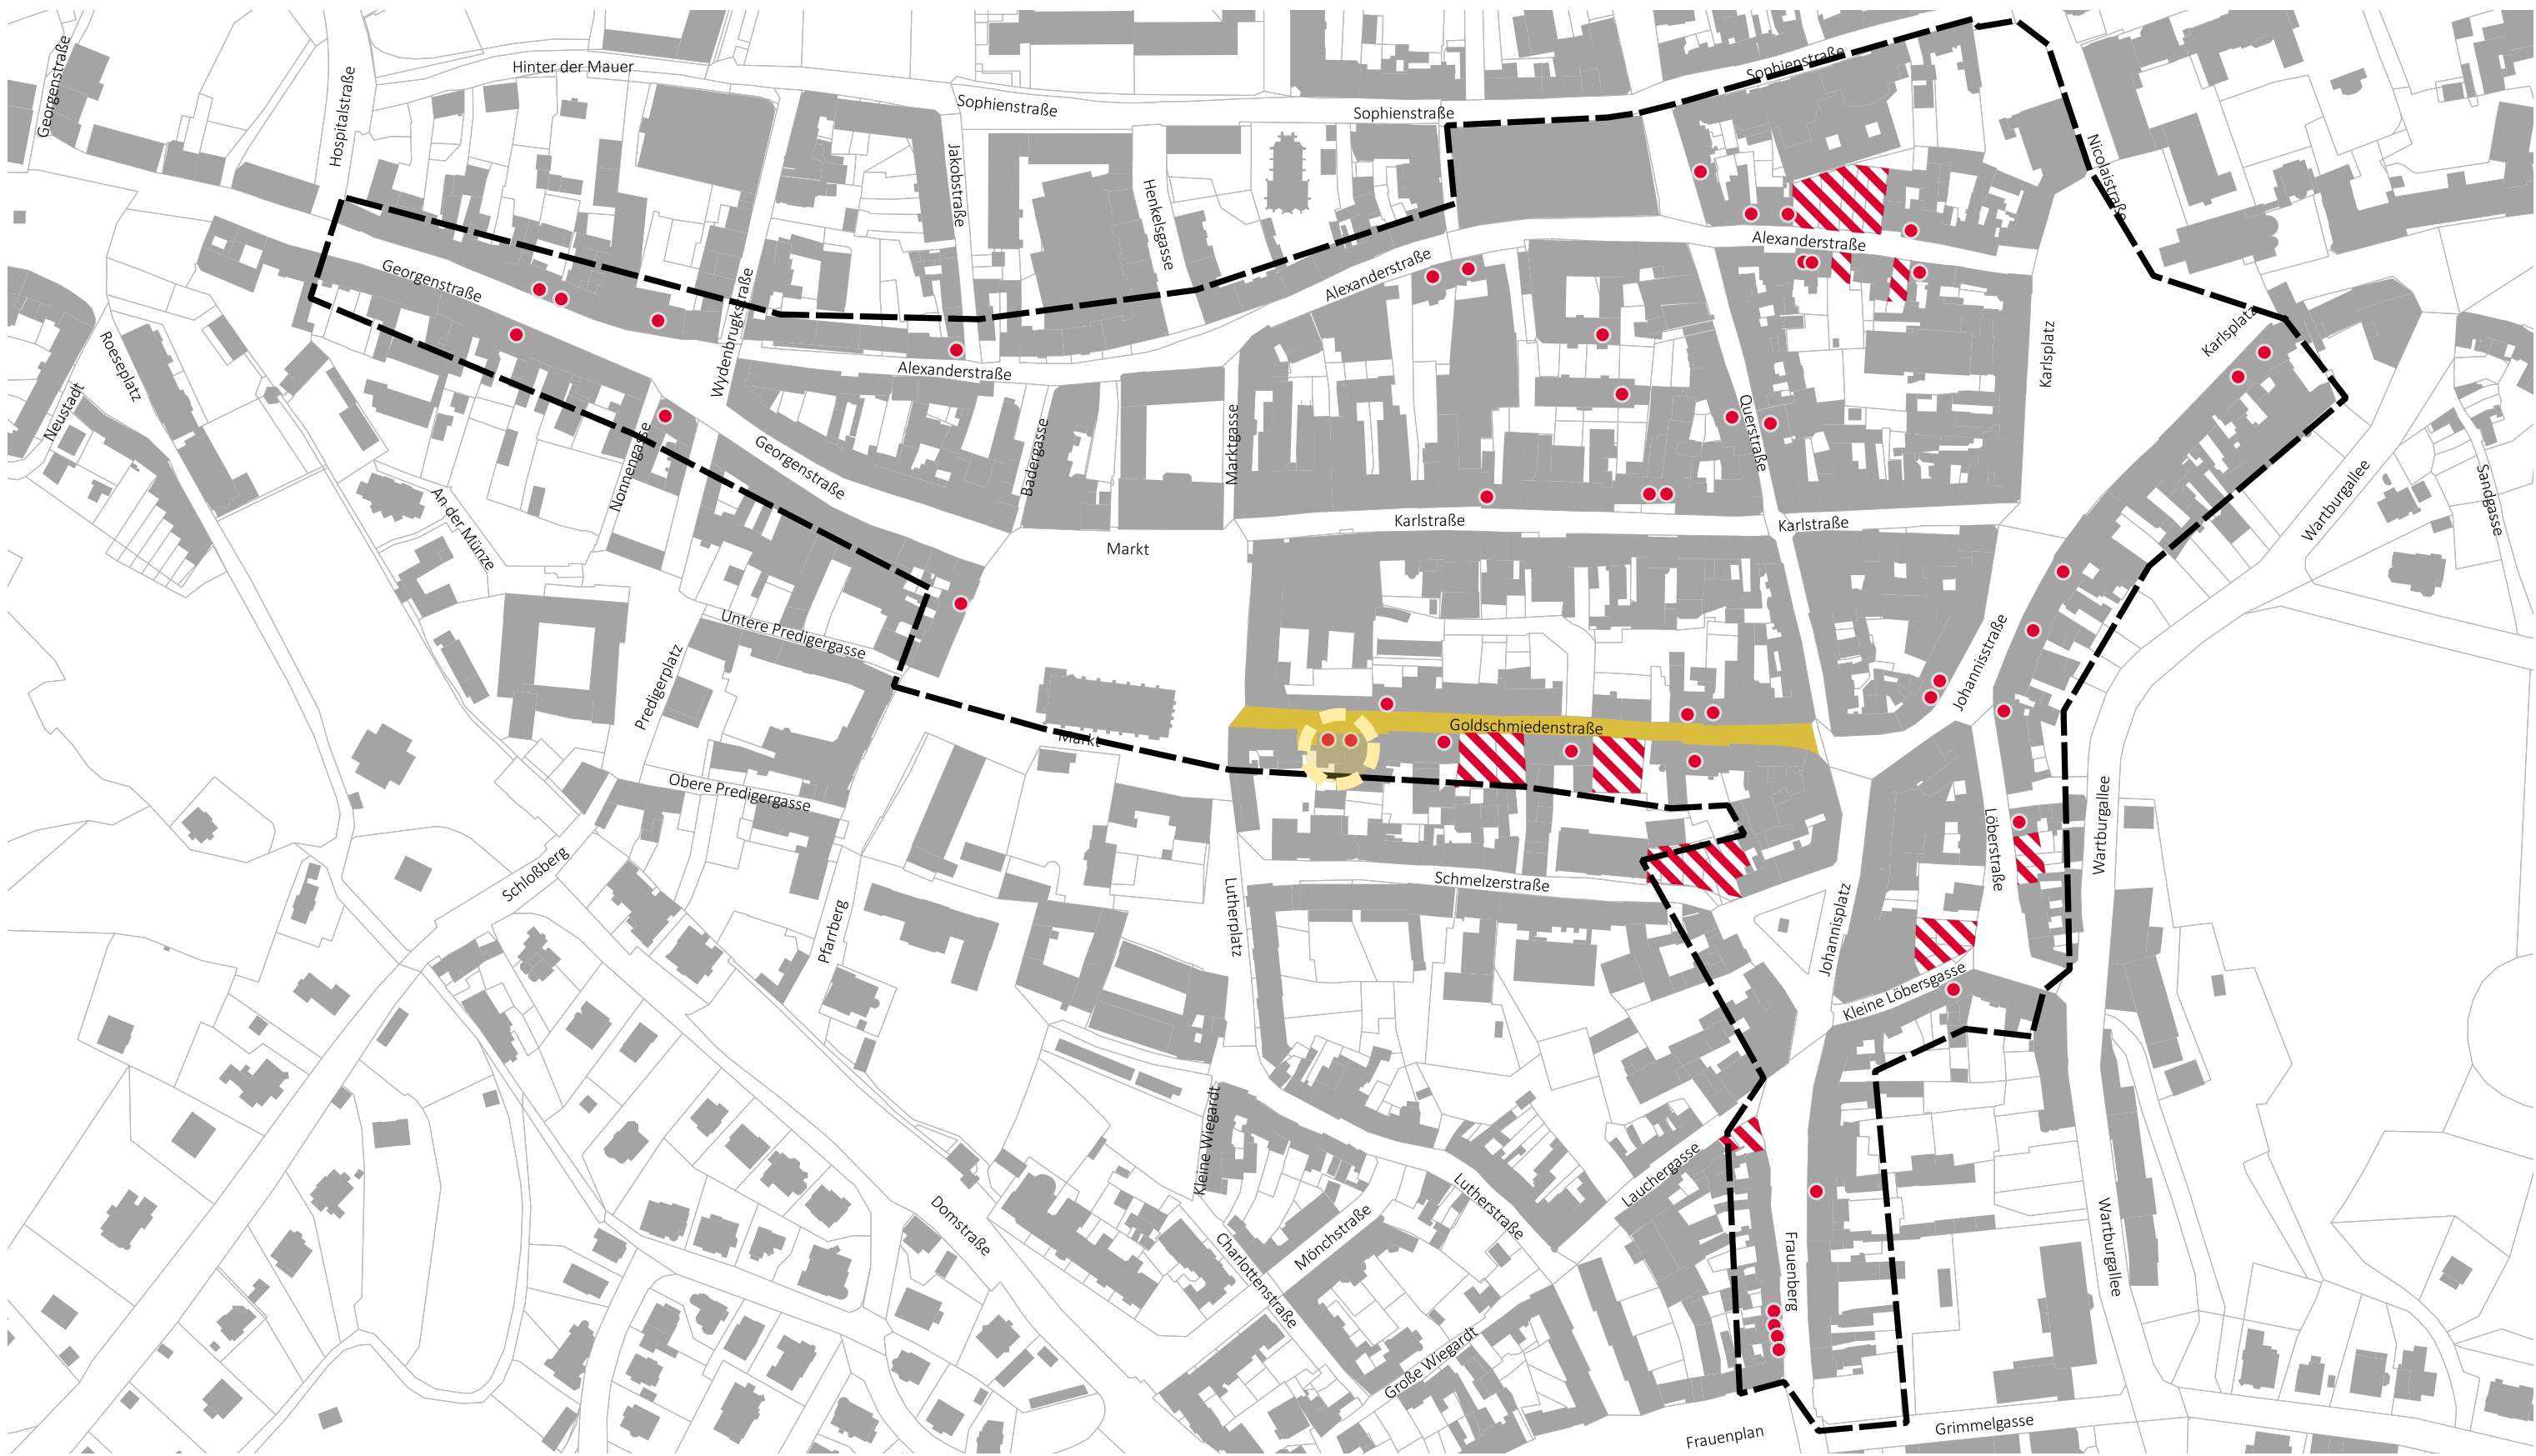 Georgenstraße
Hospitalstraße
Hinter der Mauer
Sophienstraße
Sophienstraße
Sophienstraße
Jakobstraße
Henkelsgasse
Nicolaistraße
Alexanderstraße
Alexanderstraße
Georgenstraße
Wydenbrugkstraße
Alexanderstraße
Karlsplatz
Karlsplatz
Roeseplatz
Neustadt
Nonnengasse
Georgenstraße
Badergasse
Marktgasse
Querstraße
Wartburgallee
Sandgasse
An der Münze
Karlstraße
Karlstraße
Markt
Untere Predigergasse
Predigerplatz
Johannisstraße
Goldschmiedenstraße
Markt
Obere Predigergasse
Schloßberg
Pfarrberg
Lutherplatz
Schmelzerstraße
Johannisplatz
Löberstraße
Wartburgallee
Kleine Löbersgasse
Kleine Wiegardt
Lauchergasse
Lutherstraße
Domstraße
Mönchstraße
Charlottenstraße
Frauenberg
Wartburgallee
Große Wiegardt
Frauenplan
Grimmelgasse